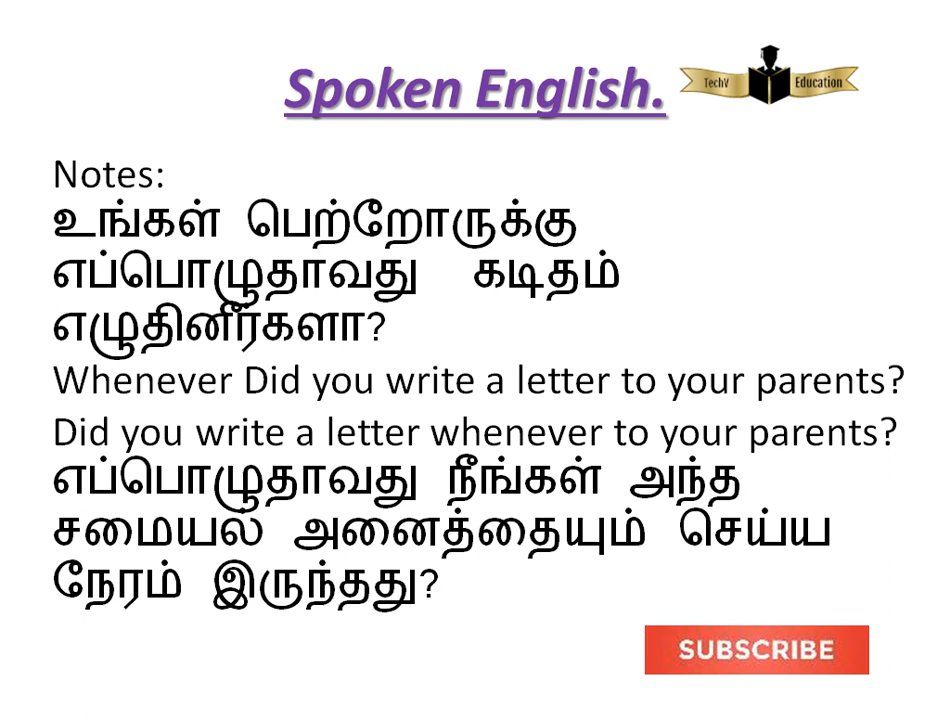 Spoken English.
TechV Education
Notes:
உங்கள் பெற்றோருக்கு
எப்பொழுதாவது கடிதம்
எழுதினீர்களா?
Whenever Did you write a letter to your parents?
Did you write a letter whenever to your parents?
எப்பொழுதாவது நீங்கள் அந்த
சமையல் அனைத்தையும் செய்ய
நேரம் இருந்தது?
SUBSCRIBE